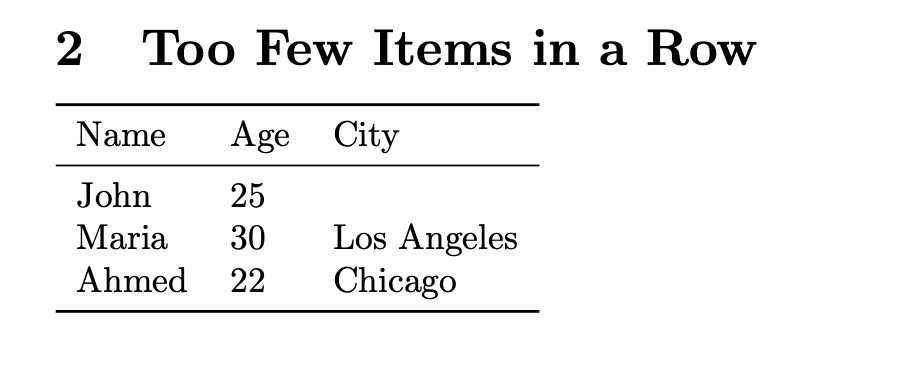 2 Too Few Items in a Row
Name Age City
John 25
Maria 30 Los Angeles
Ahmed 22 Chicago